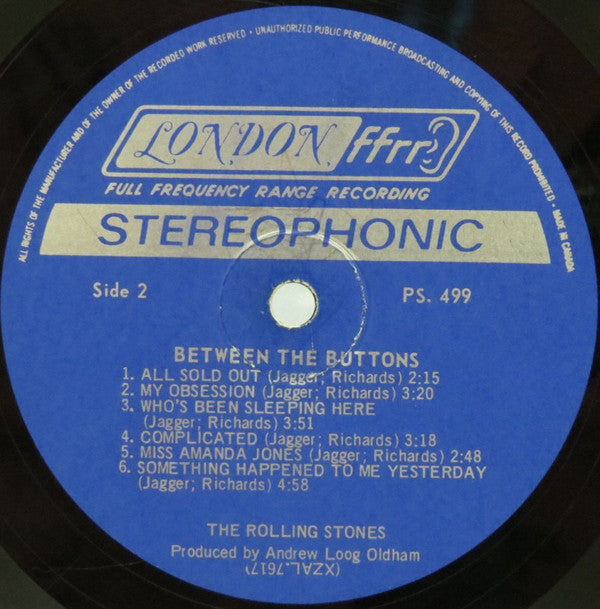 ALL RIGHTS OF THE MANUFACTURER AND OF THE OWNER OF THE RECORDED WORK RESERVED • UNAUTHORIZED PUBLIC PERFORMANCE BROADCASTING AND COPYING OF THIS RECORD PROHIBITED • MADE IN CANADA
LONDON ffrr
FULL FREQUENCY RANGE RECORDING
STEREOPHONIC
Side 2 PS. 499
BETWEEN THE BUTTONS
1. ALL SOLD OUT (Jagger; Richards) 2:15
2. MY OBSESSION (Jagger; Richards) 3:20
3. WHO'S BEEN SLEEPING HERE
(Jagger; Richards) 3:51
4. COMPLICATED (Jagger; Richards) 3:18
5. MISS AMANDA JONES (Jagger; Richards) 2:48
6. SOMETHING HAPPENED TO ME YESTERDAY
(Jagger; Richards) 4:58
THE ROLLING STONES
Produced by Andrew Loog Oldham
(XZAL.7617)